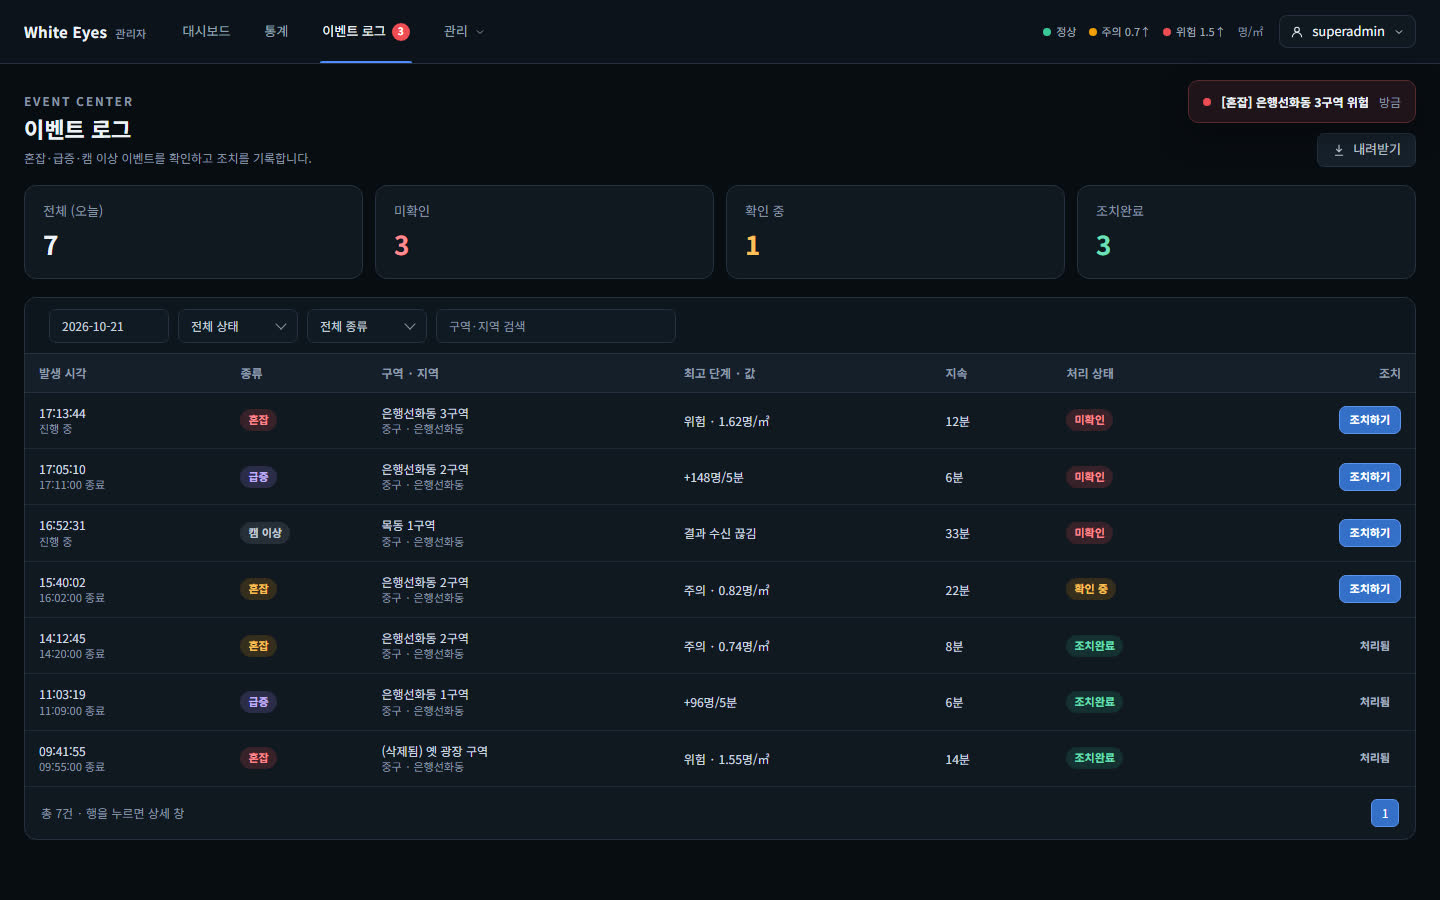 White Eyes 관리자 대시보드 통계 이벤트 로그 3 관리 정상 주의 0.7↑ 위험 1.5↑ 명/㎡ superadmin
EVENT CENTER
[혼잡] 은행선화동 3구역 위험 방금
이벤트 로그
혼잡·급증·캠 이상 이벤트를 확인하고 조치를 기록합니다.
내려받기
전체 (오늘) 미확인 확인 중 조치완료
7 3 1 3
2026-10-21 전체 상태 전체 종류 구역·지역 검색
발생 시각 종류 구역 · 지역 최고 단계 · 값 지속 처리 상태 조치
17:13:44 혼잡 은행선화동 3구역 위험 · 1.62명/㎡ 12분 미확인 조치하기
진행 중 중구 · 은행선화동
17:05:10 급증 은행선화동 2구역 +148명/5분 6분 미확인 조치하기
17:11:00 종료 중구 · 은행선화동
16:52:31 캠 이상 목동 1구역 결과 수신 끊김 33분 미확인 조치하기
진행 중 중구 · 은행선화동
15:40:02 혼잡 은행선화동 2구역 주의 · 0.82명/㎡ 22분 확인 중 조치하기
16:02:00 종료 중구 · 은행선화동
14:12:45 혼잡 은행선화동 2구역 주의 · 0.74명/㎡ 8분 조치완료 처리됨
14:20:00 종료 중구 · 은행선화동
11:03:19 급증 은행선화동 1구역 +96명/5분 6분 조치완료 처리됨
11:09:00 종료 중구 · 은행선화동
09:41:55 혼잡 (삭제됨) 옛 광장 구역 위험 · 1.55명/㎡ 14분 조치완료 처리됨
09:55:00 종료 중구 · 은행선화동
총 7건 · 행을 누르면 상세 창 1